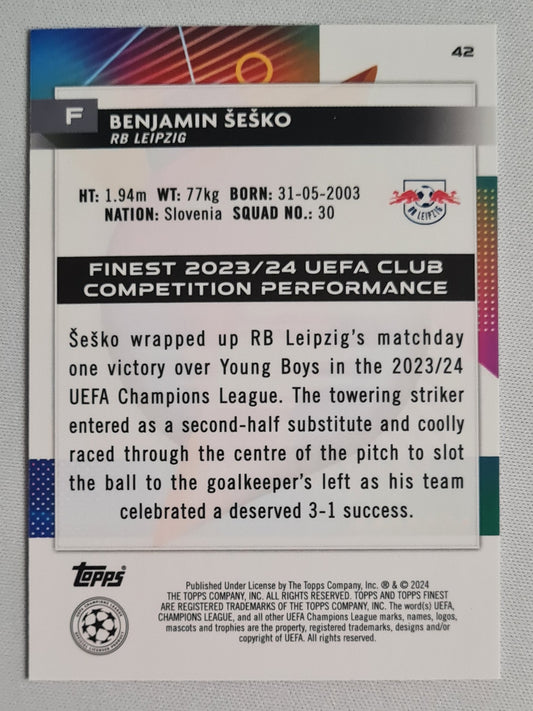 42
F
BENJAMIN ŠEŠKO
RB LEIPZIG
HT: 1.94m WT: 77kg BORN: 31-05-2003
NATION: Slovenia SQUAD NO.: 30
RB LEIPZIG
FINEST 2023/24 UEFA CLUB
COMPETITION PERFORMANCE
Šeško wrapped up RB Leipzig's matchday
one victory over Young Boys in the 2023/24
UEFA Champions League. The towering striker
entered as a second-half substitute and coolly
raced through the centre of the pitch to slot
the ball to the goalkeeper's left as his team
celebrated a deserved 3-1 success.
TOPPS
Published Under License by The Topps Company, Inc. ® & © 2024
THE TOPPS COMPANY, INC. ALL RIGHTS RESERVED. TOPPS AND TOPPS FINEST
ARE REGISTERED TRADEMARKS OF THE TOPPS COMPANY, INC. The word(s) UEFA,
CHAMPIONS LEAGUE, and all other UEFA Champions League marks, names, logos,
mascots and trophies are the property, registered trademarks, designs and/or
copyright of UEFA. All rights reserved.